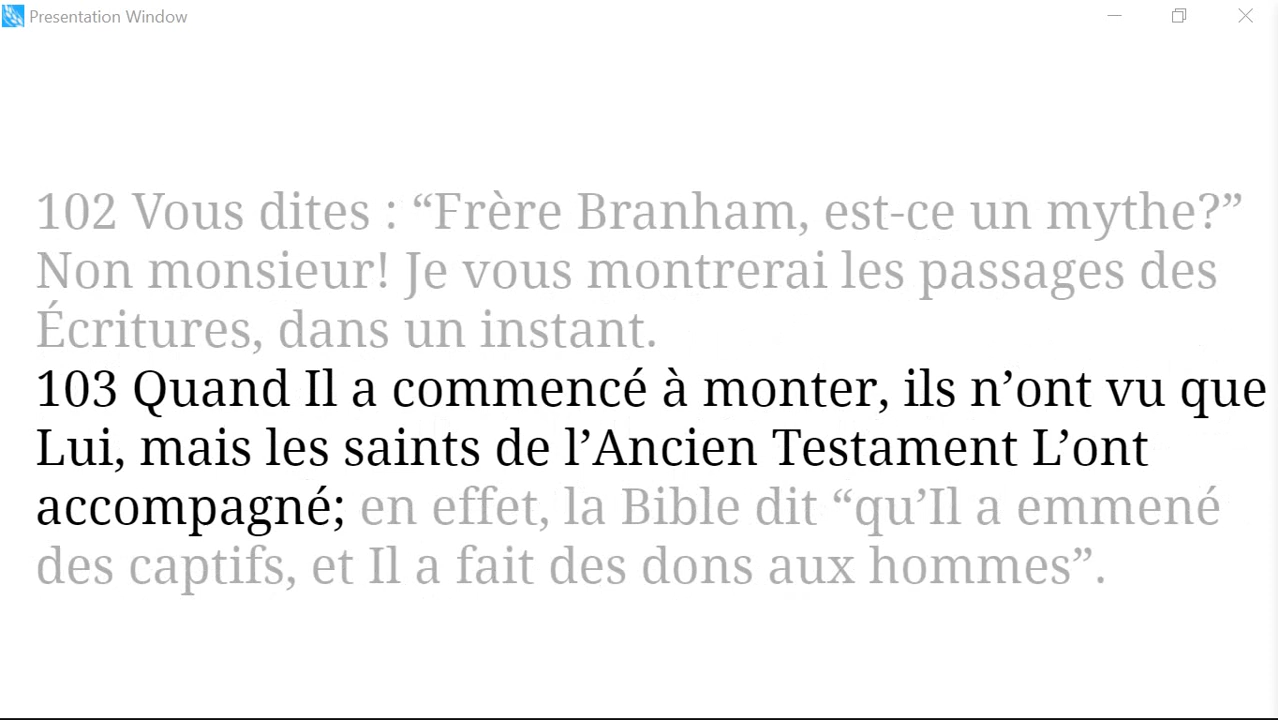 Presentation Window
102 Vous dites : “Frère Branham, est-ce un mythe?”
Non monsieur! Je vous montrerai les passages des
Écritures, dans un instant.
103 Quand Il a commencé à monter, ils n’ont vu que
Lui, mais les saints de l’Ancien Testament L’ont
accompagné; en effet, la Bible dit “qu’Il a emmené
des captifs, et Il a fait des dons aux hommes”.